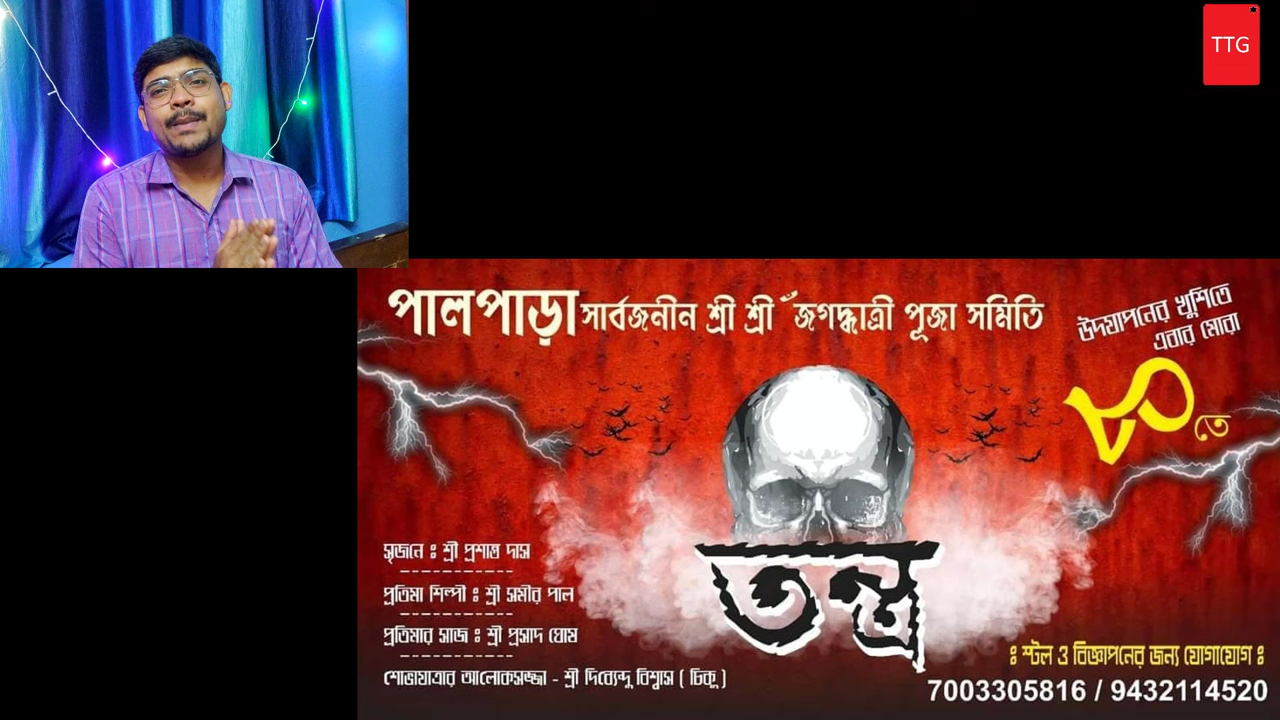 TTG
পালপাড়া সার্বজনীন শ্রী শ্রী ঁজগদ্ধাত্রী পূজা সমিতি
উদযাপনের খুশিতে
এবার মোরা
৮০ তে
তন্ত্র
সৃজনে ঃ শ্রী প্রশান্ত দাস
প্রতিমা শিল্পী ঃ শ্রী সমীর পাল
প্রতিমার সাজ ঃ শ্রী প্রসাদ ঘোষ
শোভাযাত্রার আলোকসজ্জা - শ্রী দিব্যেন্দু বিশ্বাস ( চিকু )
ঃ স্টল ও বিজ্ঞাপনের জন্য যোগাযোগ ঃ
7003305816 / 9432114520